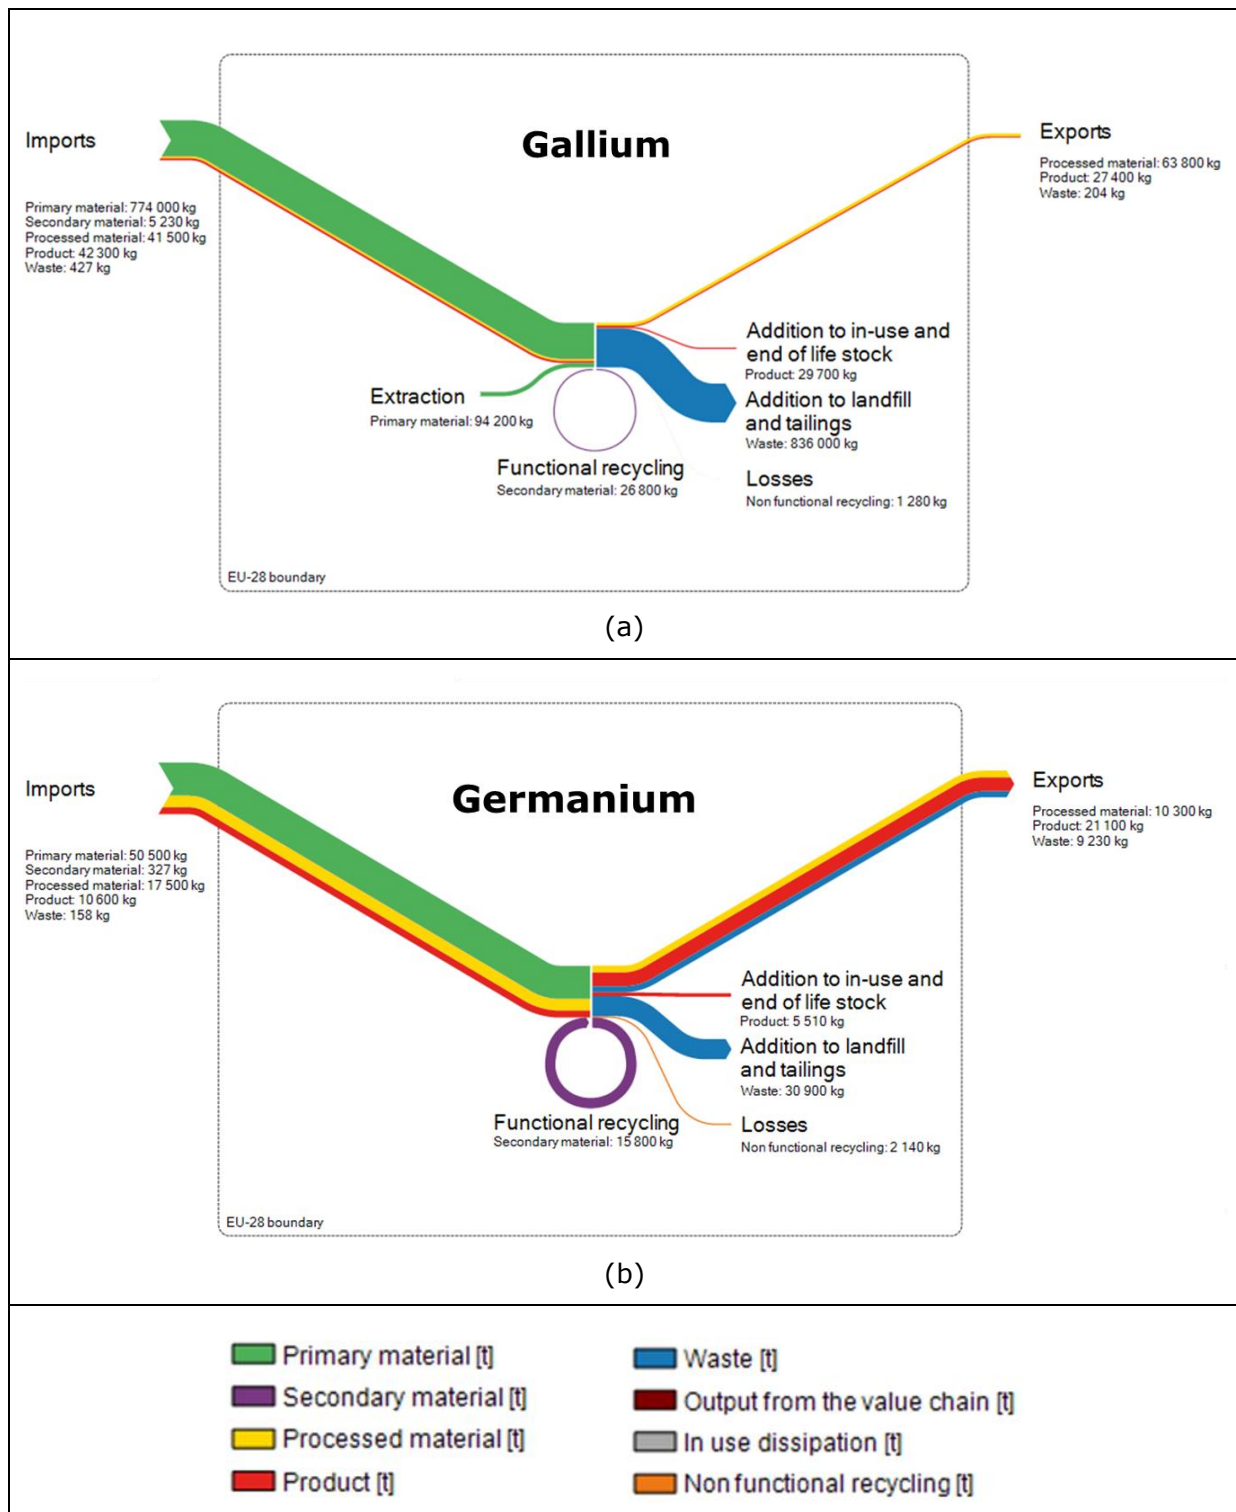 Gallium
Imports
Primary material: 774 000 kg
Secondary material: 5 230 kg
Processed material: 41 500 kg
Product: 42 300 kg
Waste: 427 kg
Exports
Processed material: 63 800 kg
Product: 27 400 kg
Waste: 204 kg
Addition to in-use and
end of life stock
Product: 29 700 kg
Extraction
Primary material: 94 200 kg
Addition to landfill
and tailings
Waste: 836 000 kg
Functional recycling
Secondary material: 26 800 kg
Losses
Non functional recycling: 1 280 kg
EU-28 boundary
(a)
Germanium
Imports
Primary material: 50 500 kg
Secondary material: 327 kg
Processed material: 17 500 kg
Product: 10 600 kg
Waste: 158 kg
Exports
Processed material: 10 300 kg
Product: 21 100 kg
Waste: 9 230 kg
Addition to in-use and
end of life stock
Product: 5 510 kg
Addition to landfill
and tailings
Waste: 30 900 kg
Functional recycling
Secondary material: 15 800 kg
Losses
Non functional recycling: 2 140 kg
EU-28 boundary
(b)
Primary material [t]
Secondary material [t]
Processed material [t]
Product [t]
Waste [t]
Output from the value chain [t]
In use dissipation [t]
Non functional recycling [t]